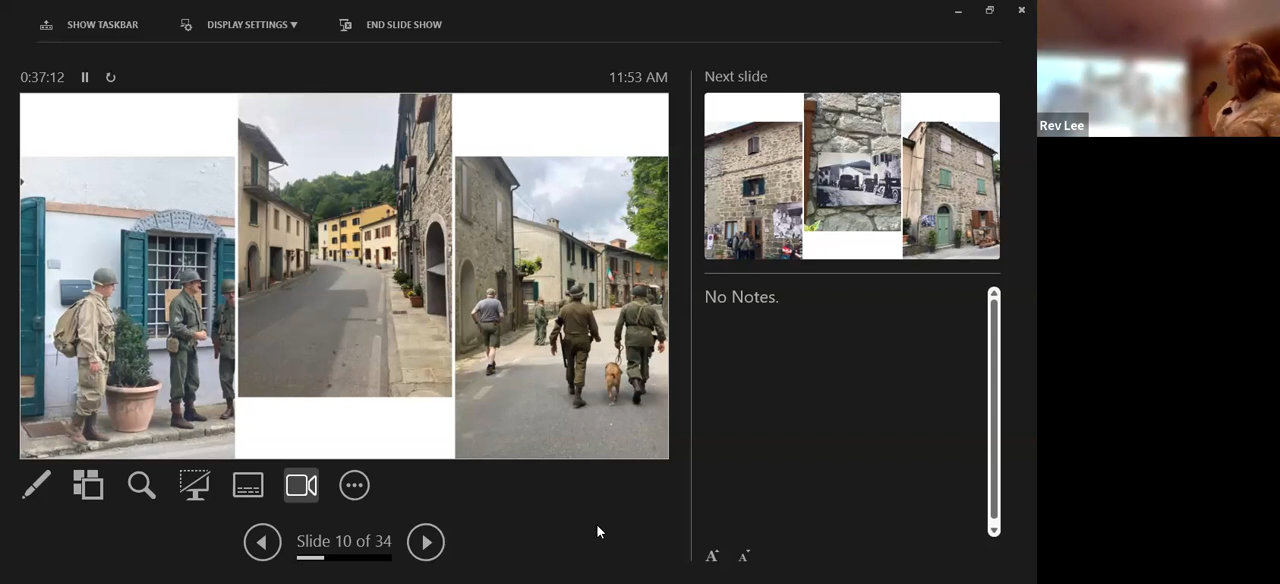 SHOW TASKBAR
DISPLAY SETTINGS ▼
END SLIDE SHOW
0:37:12
11:53 AM
Next slide
Rev Lee
No Notes.
Slide 10 of 34
A A